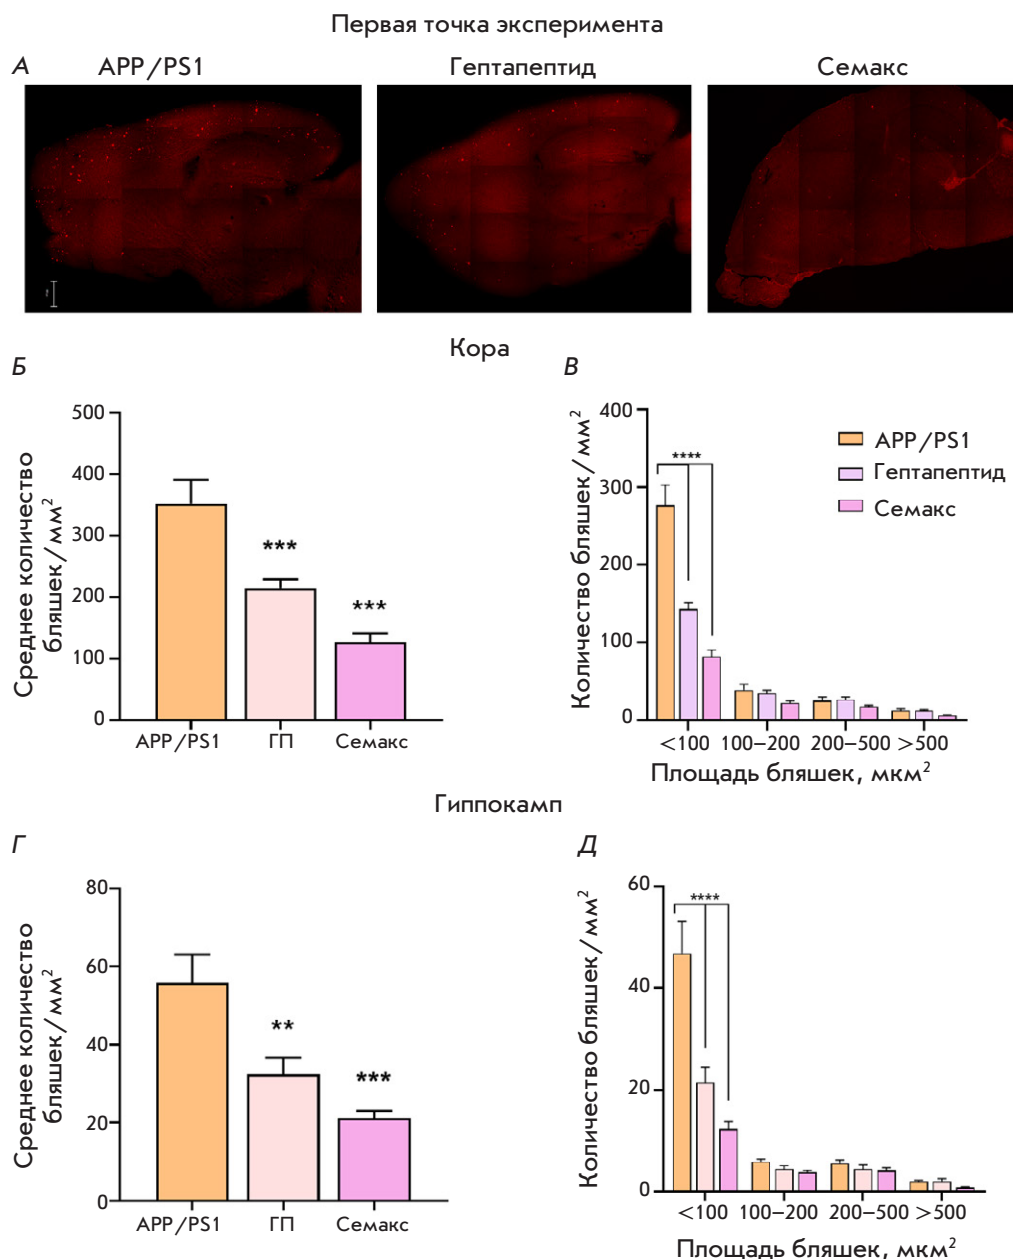 Первая точка эксперимента
А
APP/PS1
Гептапептид
Семакс
Кора
Б
Среднее количество
бляшек/мм²
500
400
300
200
100
0
***
***
APP/PS1
ГП
Семакс
В
Количество бляшек/мм²
400
300
200
100
0
****
APP/PS1
Гептапептид
Семакс
<100
100–200
200–500
>500
Площадь бляшек, мкм²
Гиппокамп
Г
Среднее количество
бляшек/мм²
80
60
40
20
0
**
***
APP/PS1
ГП
Семакс
Д
Количество бляшек/мм²
60
40
20
0
****
<100
100–200
200–500
>500
Площадь бляшек, мкм²